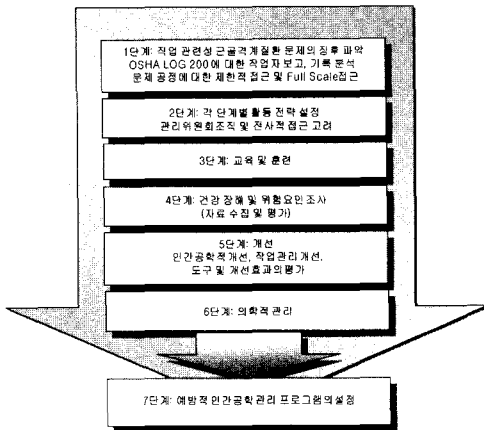 1단계: 작업 관련성 근골격계질환 문제의 징후 파악
OSHA LOG 200에 대한 작업자 보고, 기록 분석
문제 공정에 대한 제한적 접근 및 Full Scale접근
2단계: 각 단계별 활동 전략 설정
관리위원회조직 및 전사적 접근 고려
3단계: 교육 및 훈련
4단계: 건강 장해 및 위험요인조사
(자료 수집 및 평가)
5단계: 개선
인간공학적개선, 작업관리개선,
도구 및 개선효과의평가
6단계: 의학적 관리
7단계: 예방적 인간공학관리 프로그램의설정